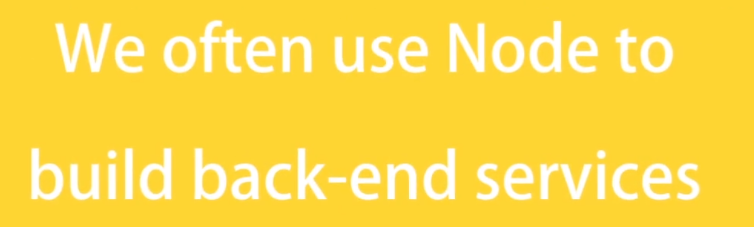 We often use Node to
build back-end services